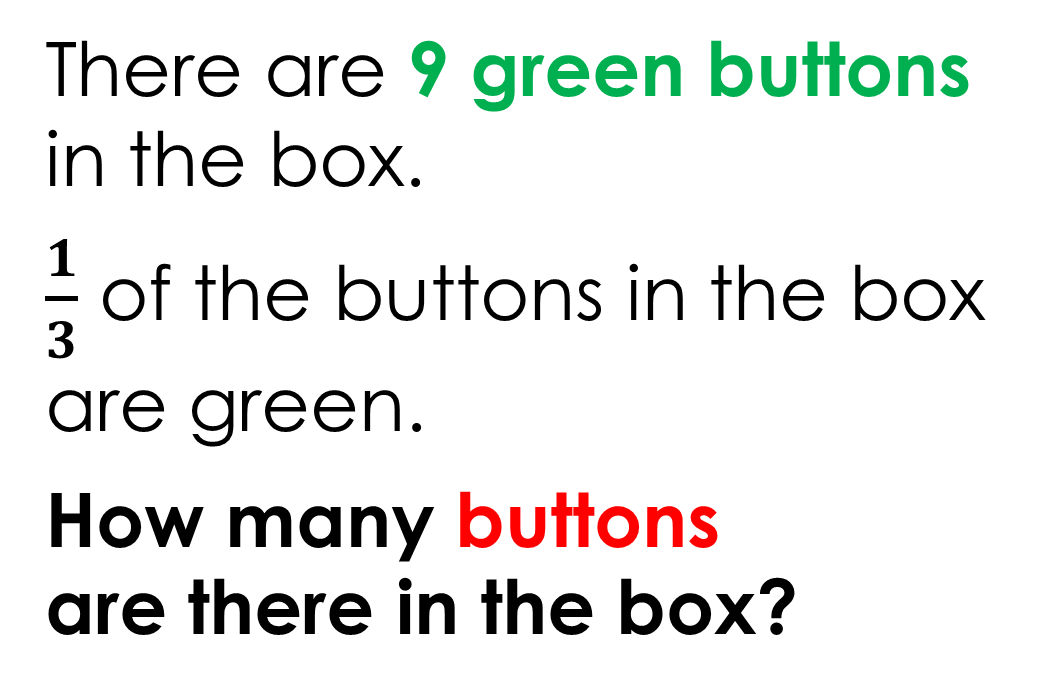 There are 9 green buttons
in the box.
1/3 of the buttons in the box
are green.
How many buttons
are there in the box?